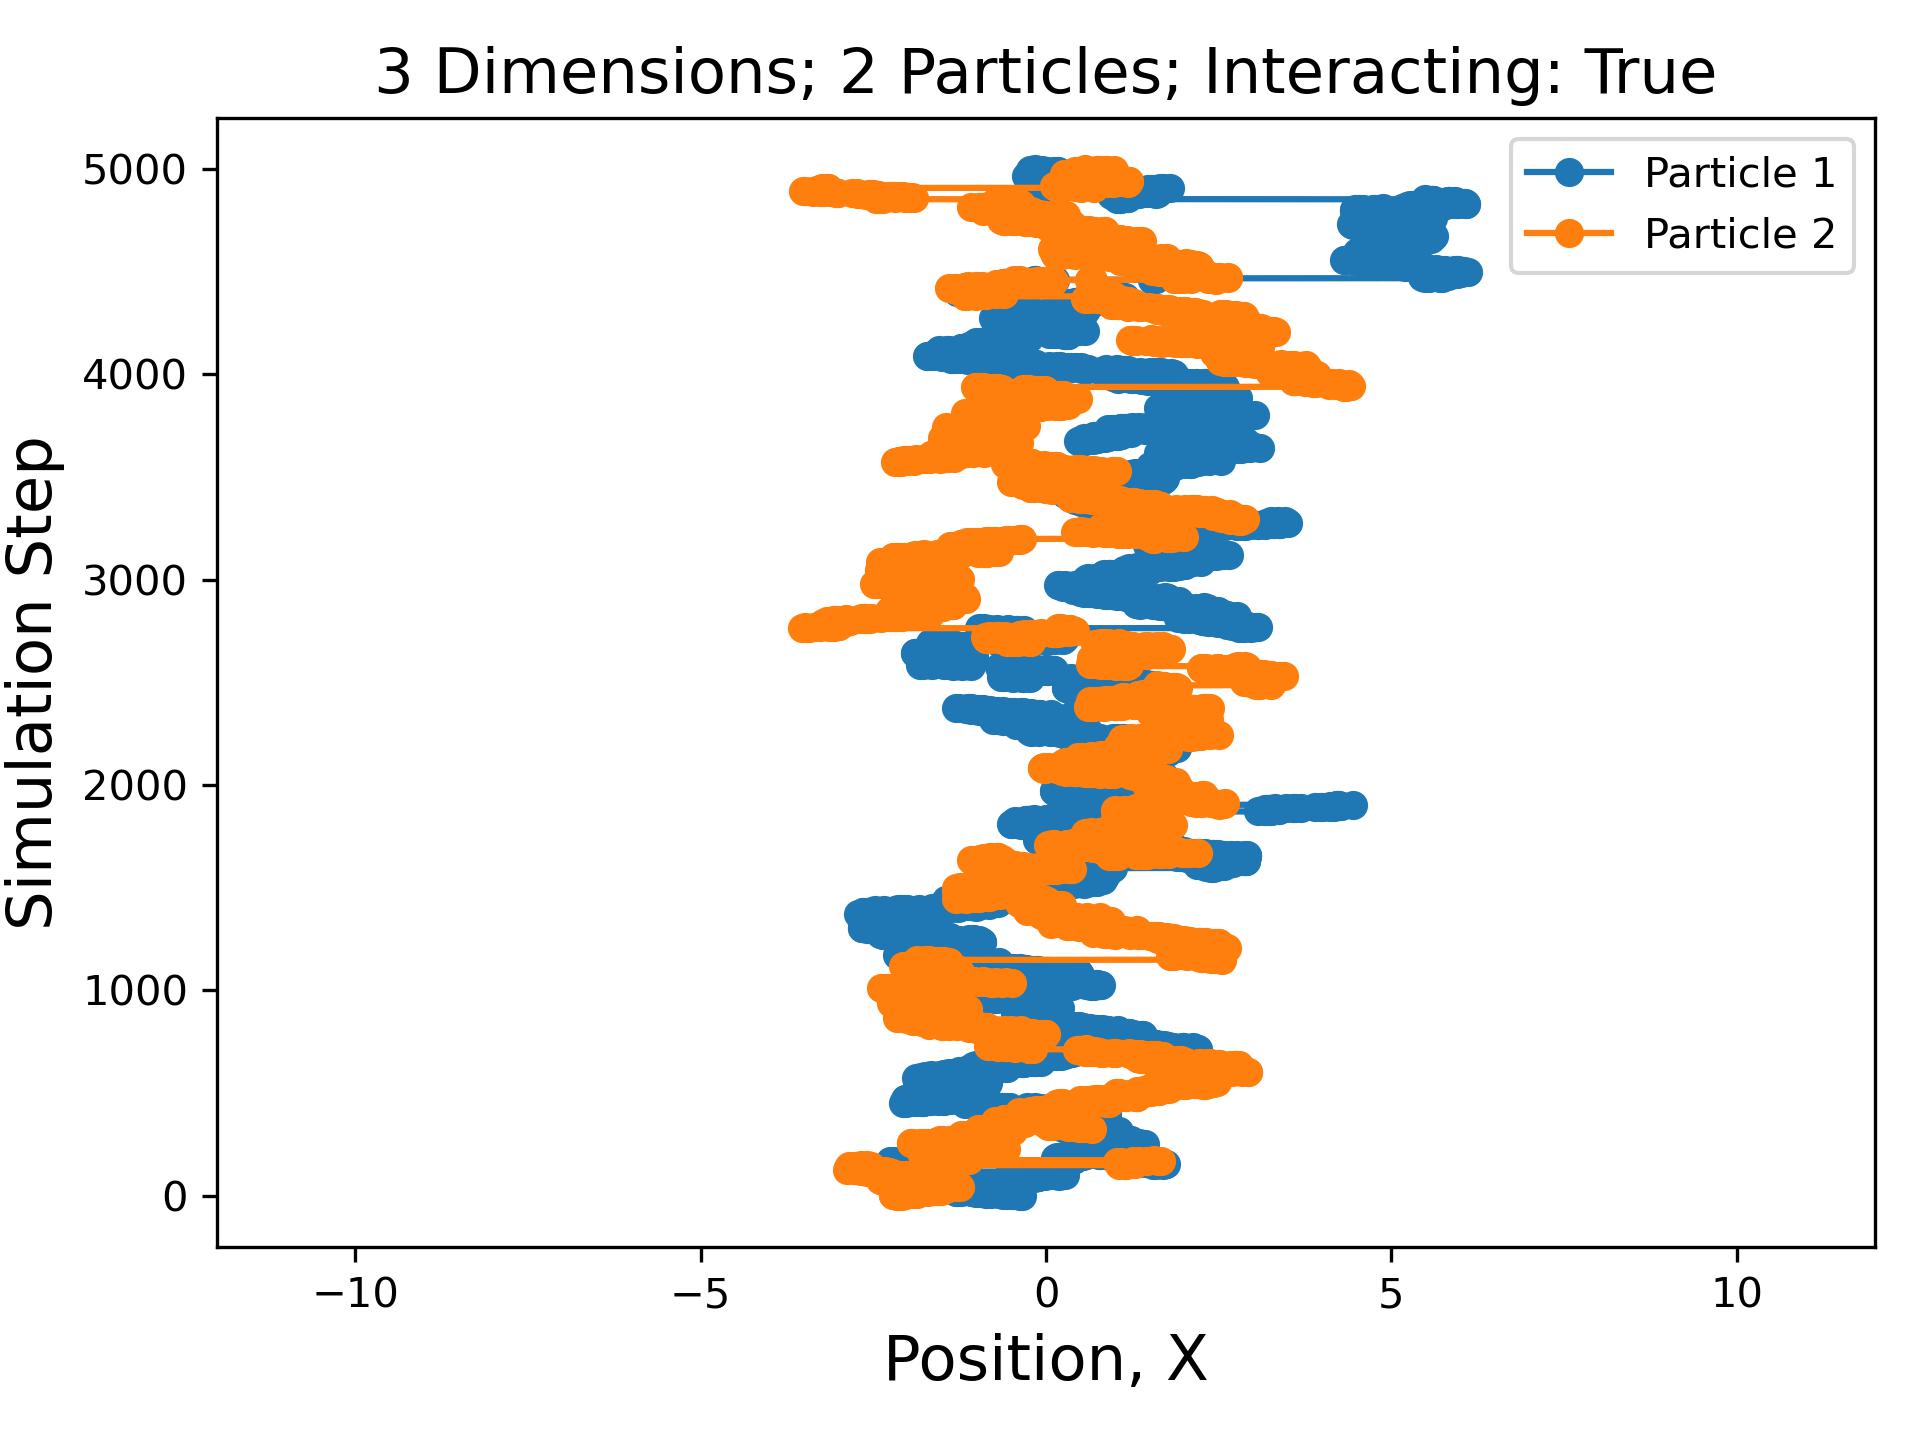 3 Dimensions; 2 Particles; Interacting: True
Particle 1
Particle 2
5000
4000
3000
2000
1000
0
Simulation Step
−10
−5
0
5
10
Position, X